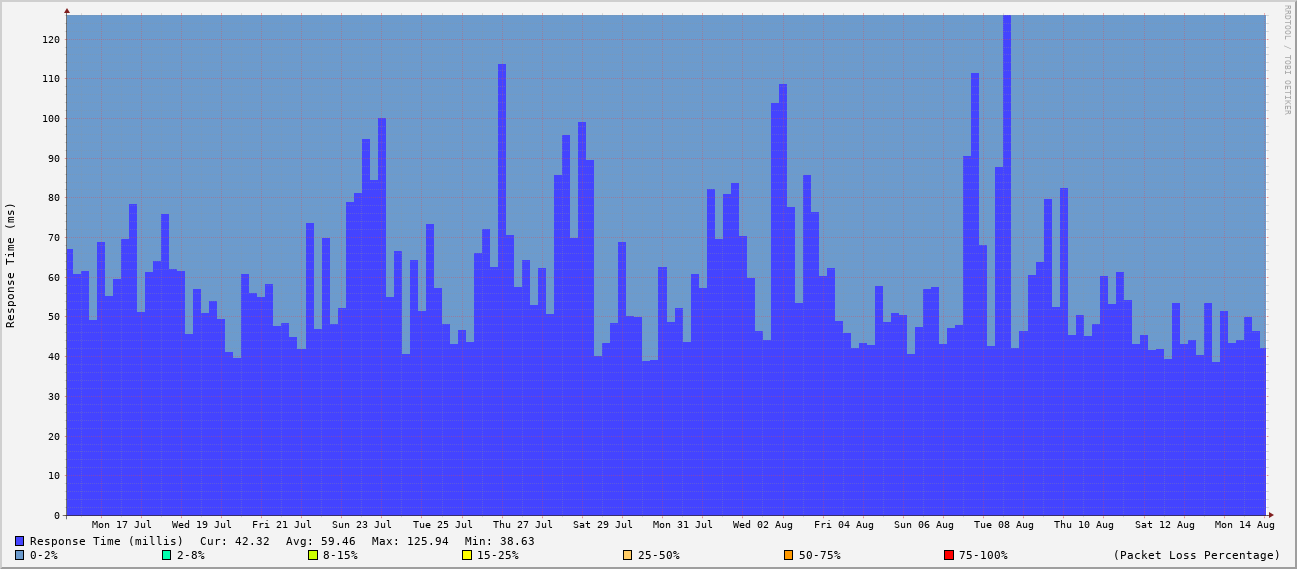 RRDTOOL / TOBI OETIKER
Response Time (ms)
120
110
100
90
80
70
60
50
40
30
20
10
0
Mon 17 Jul Wed 19 Jul Fri 21 Jul Sun 23 Jul Tue 25 Jul Thu 27 Jul Sat 29 Jul Mon 31 Jul Wed 02 Aug Fri 04 Aug Sun 06 Aug Tue 08 Aug Thu 10 Aug Sat 12 Aug Mon 14 Aug
Response Time (millis) Cur: 42.32 Avg: 59.46 Max: 125.94 Min: 38.63
0-2% 2-8% 8-15% 15-25% 25-50% 50-75% 75-100% (Packet Loss Percentage)